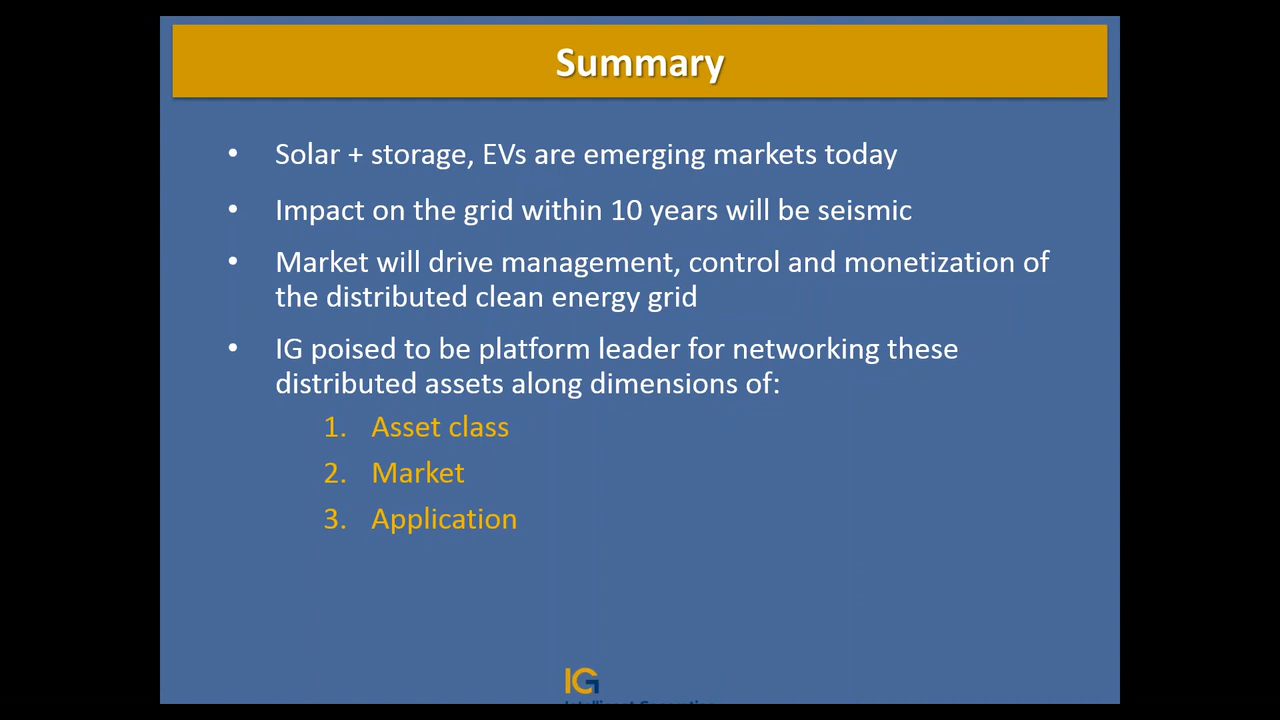 Summary
• Solar + storage, EVs are emerging markets today
• Impact on the grid within 10 years will be seismic
• Market will drive management, control and monetization of
the distributed clean energy grid
• IG poised to be platform leader for networking these
distributed assets along dimensions of:
1. Asset class
2. Market
3. Application
IG